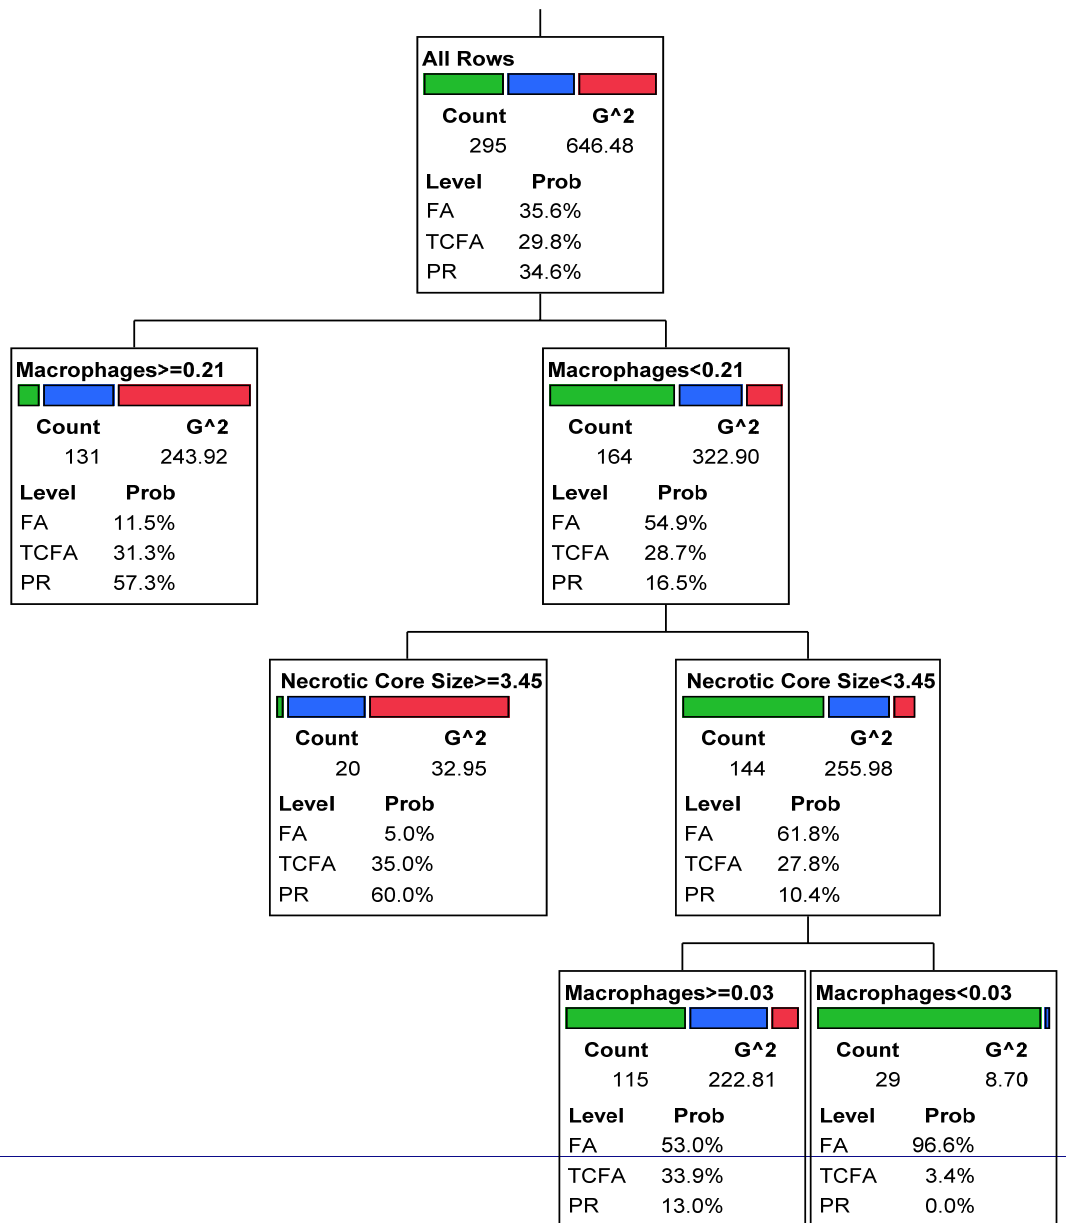 All Rows
Count G^2
295 646.48
Level Prob
FA 35.6%
TCFA 29.8%
PR 34.6%
Macrophages>=0.21
Count G^2
131 243.92
Level Prob
FA 11.5%
TCFA 31.3%
PR 57.3%
Macrophages<0.21
Count G^2
164 322.90
Level Prob
FA 54.9%
TCFA 28.7%
PR 16.5%
Necrotic Core Size>=3.45
Count G^2
20 32.95
Level Prob
FA 5.0%
TCFA 35.0%
PR 60.0%
Necrotic Core Size<3.45
Count G^2
144 255.98
Level Prob
FA 61.8%
TCFA 27.8%
PR 10.4%
Macrophages>=0.03
Count G^2
115 222.81
Level Prob
FA 53.0%
TCFA 33.9%
PR 13.0%
Macrophages<0.03
Count G^2
29 8.70
Level Prob
FA 96.6%
TCFA 3.4%
PR 0.0%